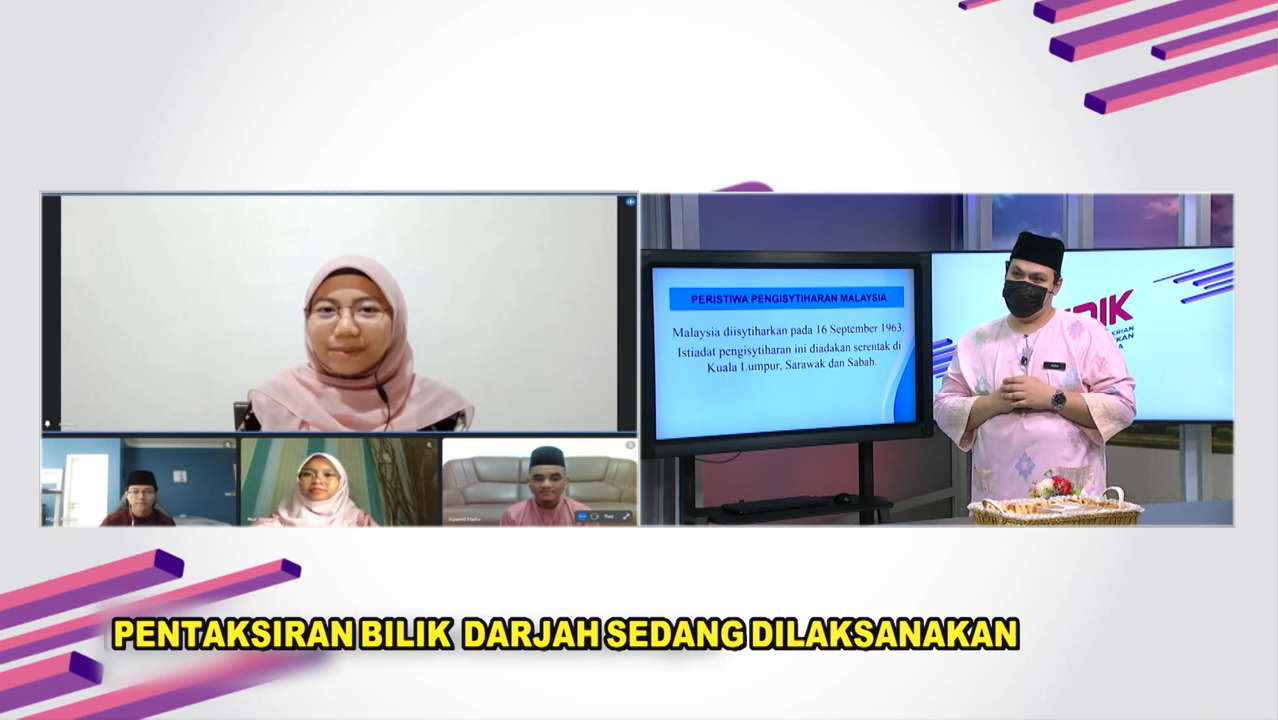 PERISTIWA PENGISYTIHARAN MALAYSIA
Malaysia diisytiharkan pada 16 September 1963.
Istiadat pengisytiharan ini diadakan serentak di
Kuala Lumpur, Sarawak dan Sabah.
PENTAKSIRAN BILIK DARJAH SEDANG DILAKSANAKAN